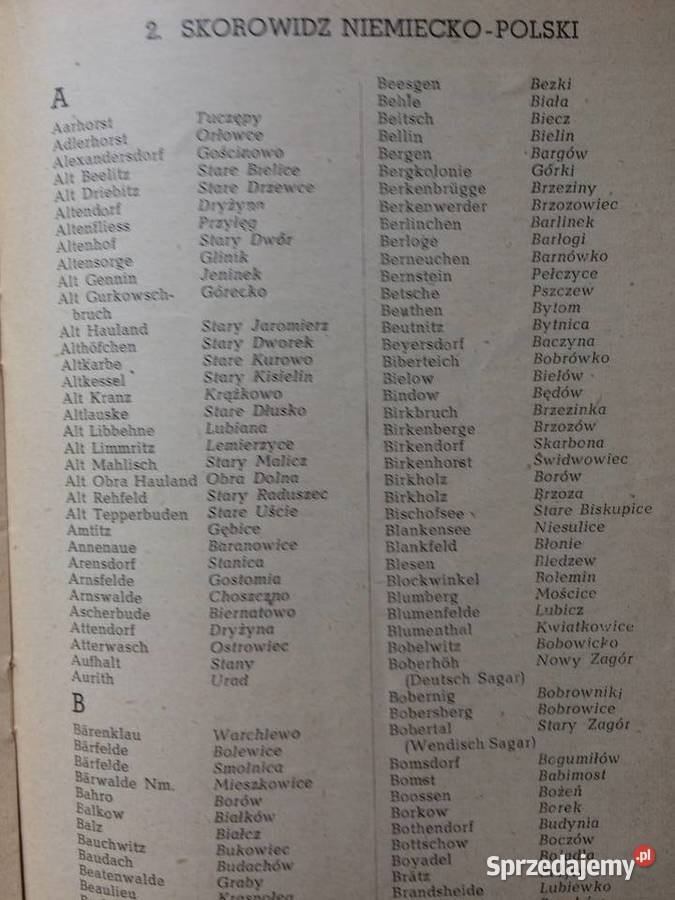 2. SKOROWIDZ NIEMIECKO-POLSKI
A
Aarhorst Tuczępy
Adlerhorst Orłowce
Alexandersdorf Gościnowo
Alt Beelitz Stare Bielice
Alt Driebitz Stare Drzewce
Altendorf Dryżyna
Altenfliess Przyłęg
Altenhof Stary Dwór
Altensorge Glinik
Alt Gennin Jeninek
Alt Gurkowsch- Górecko
bruch
Alt Hauland Stary Jaromierz
Althöfchen Stary Dworek
Altkarbe Stare Kurowo
Altkessel Stary Kisielin
Alt Kranz Krążkowo
Altlauske Stare Dłusko
Alt Libbehne Lubiana
Alt Limmritz Lemierzyce
Alt Mahlisch Stary Malicz
Alt Obra Hauland Obra Dolna
Alt Rehfeld Stary Raduszec
Alt Tepperbuden Stare Uście
Amtitz Gębice
Annenaue Baranowice
Arensdorf Stanica
Arnsfelde Gostomia
Arnswalde Choszczno
Ascherbude Biernatowo
Attendorf Dryżyna
Atterwasch Ostrowiec
Aufhalt Stany
Aurith Urad
B
Bärenklau Warchlewo
Bärfelde Bolewice
Bärfelde Smolnica
Bärwalde Nm. Mieszkowice
Bahro Borów
Balkow Białków
Balz Białcz
Bauchwitz Bukowiec
Baudach Budachów
Beatenwalde Graby
Beaulieu
Beesgen Bezki
Behle Biała
Beitsch Biecz
Bellin Bielin
Bergen Bargów
Bergkolonie Górki
Berkenbrügge Brzeziny
Berkenwerder Brzozowiec
Berlinchen Barlinek
Berloge Barłogi
Berneuchen Barnówko
Bernstein Pełczyce
Betsche Pszczew
Beuthen Bytom
Beutnitz Bytnica
Beyersdorf Baczyna
Biberteich Bobrówko
Bielow Bielów
Bindow Będów
Birkbruch Brzezinka
Birkenberge Brzozów
Birkendorf Skarbona
Birkenhorst Świdwowiec
Birkholz Borów
Birkholz Brzoza
Bischofsee Stare Biskupice
Blankensee Niesulice
Blankfeld Błonie
Blesen Bledzew
Blockwinkel Bolemin
Blumberg Mościce
Blumenfelde Lubicz
Blumenthal Kwiatkowice
Bobelwitz Bobowicko
Boberhöh Nowy Zagór
(Deutsch Sagar)
Bobernig Bobrowniki
Bobersberg Bobrowice
Bobertal Stary Zagór
(Wendisch Sagar)
Bomsdorf Bogumiłów
Bomst Babimost
Boossen Bożeń
Borkow Borek
Bothendorf Budynia
Bottschow Boczów
Boyadel Bojadła
Brätz
Brandsheide Lubiewko
Sprzedajemy.pl